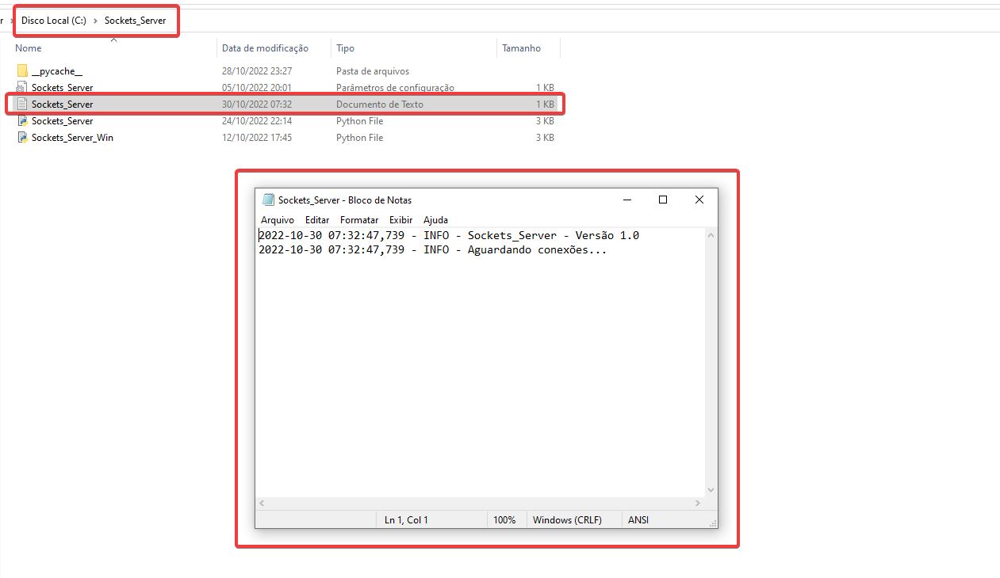 r › Disco Local (C:) › Sockets_Server
Nome Data de modificação Tipo Tamanho
__pycache__ 28/10/2022 23:27 Pasta de arquivos
Sockets_Server 05/10/2022 20:01 Parâmetros de configuração 1 KB
Sockets_Server 30/10/2022 07:32 Documento de Texto 1 KB
Sockets_Server 24/10/2022 22:14 Python File 3 KB
Sockets_Server_Win 12/10/2022 17:45 Python File 3 KB
Sockets_Server - Bloco de Notas
Arquivo Editar Formatar Exibir Ajuda
2022-10-30 07:32:47,739 - INFO - Sockets_Server - Versão 1.0
2022-10-30 07:32:47,739 - INFO - Aguardando conexões...
Ln 1, Col 1 100% Windows (CRLF) ANSI